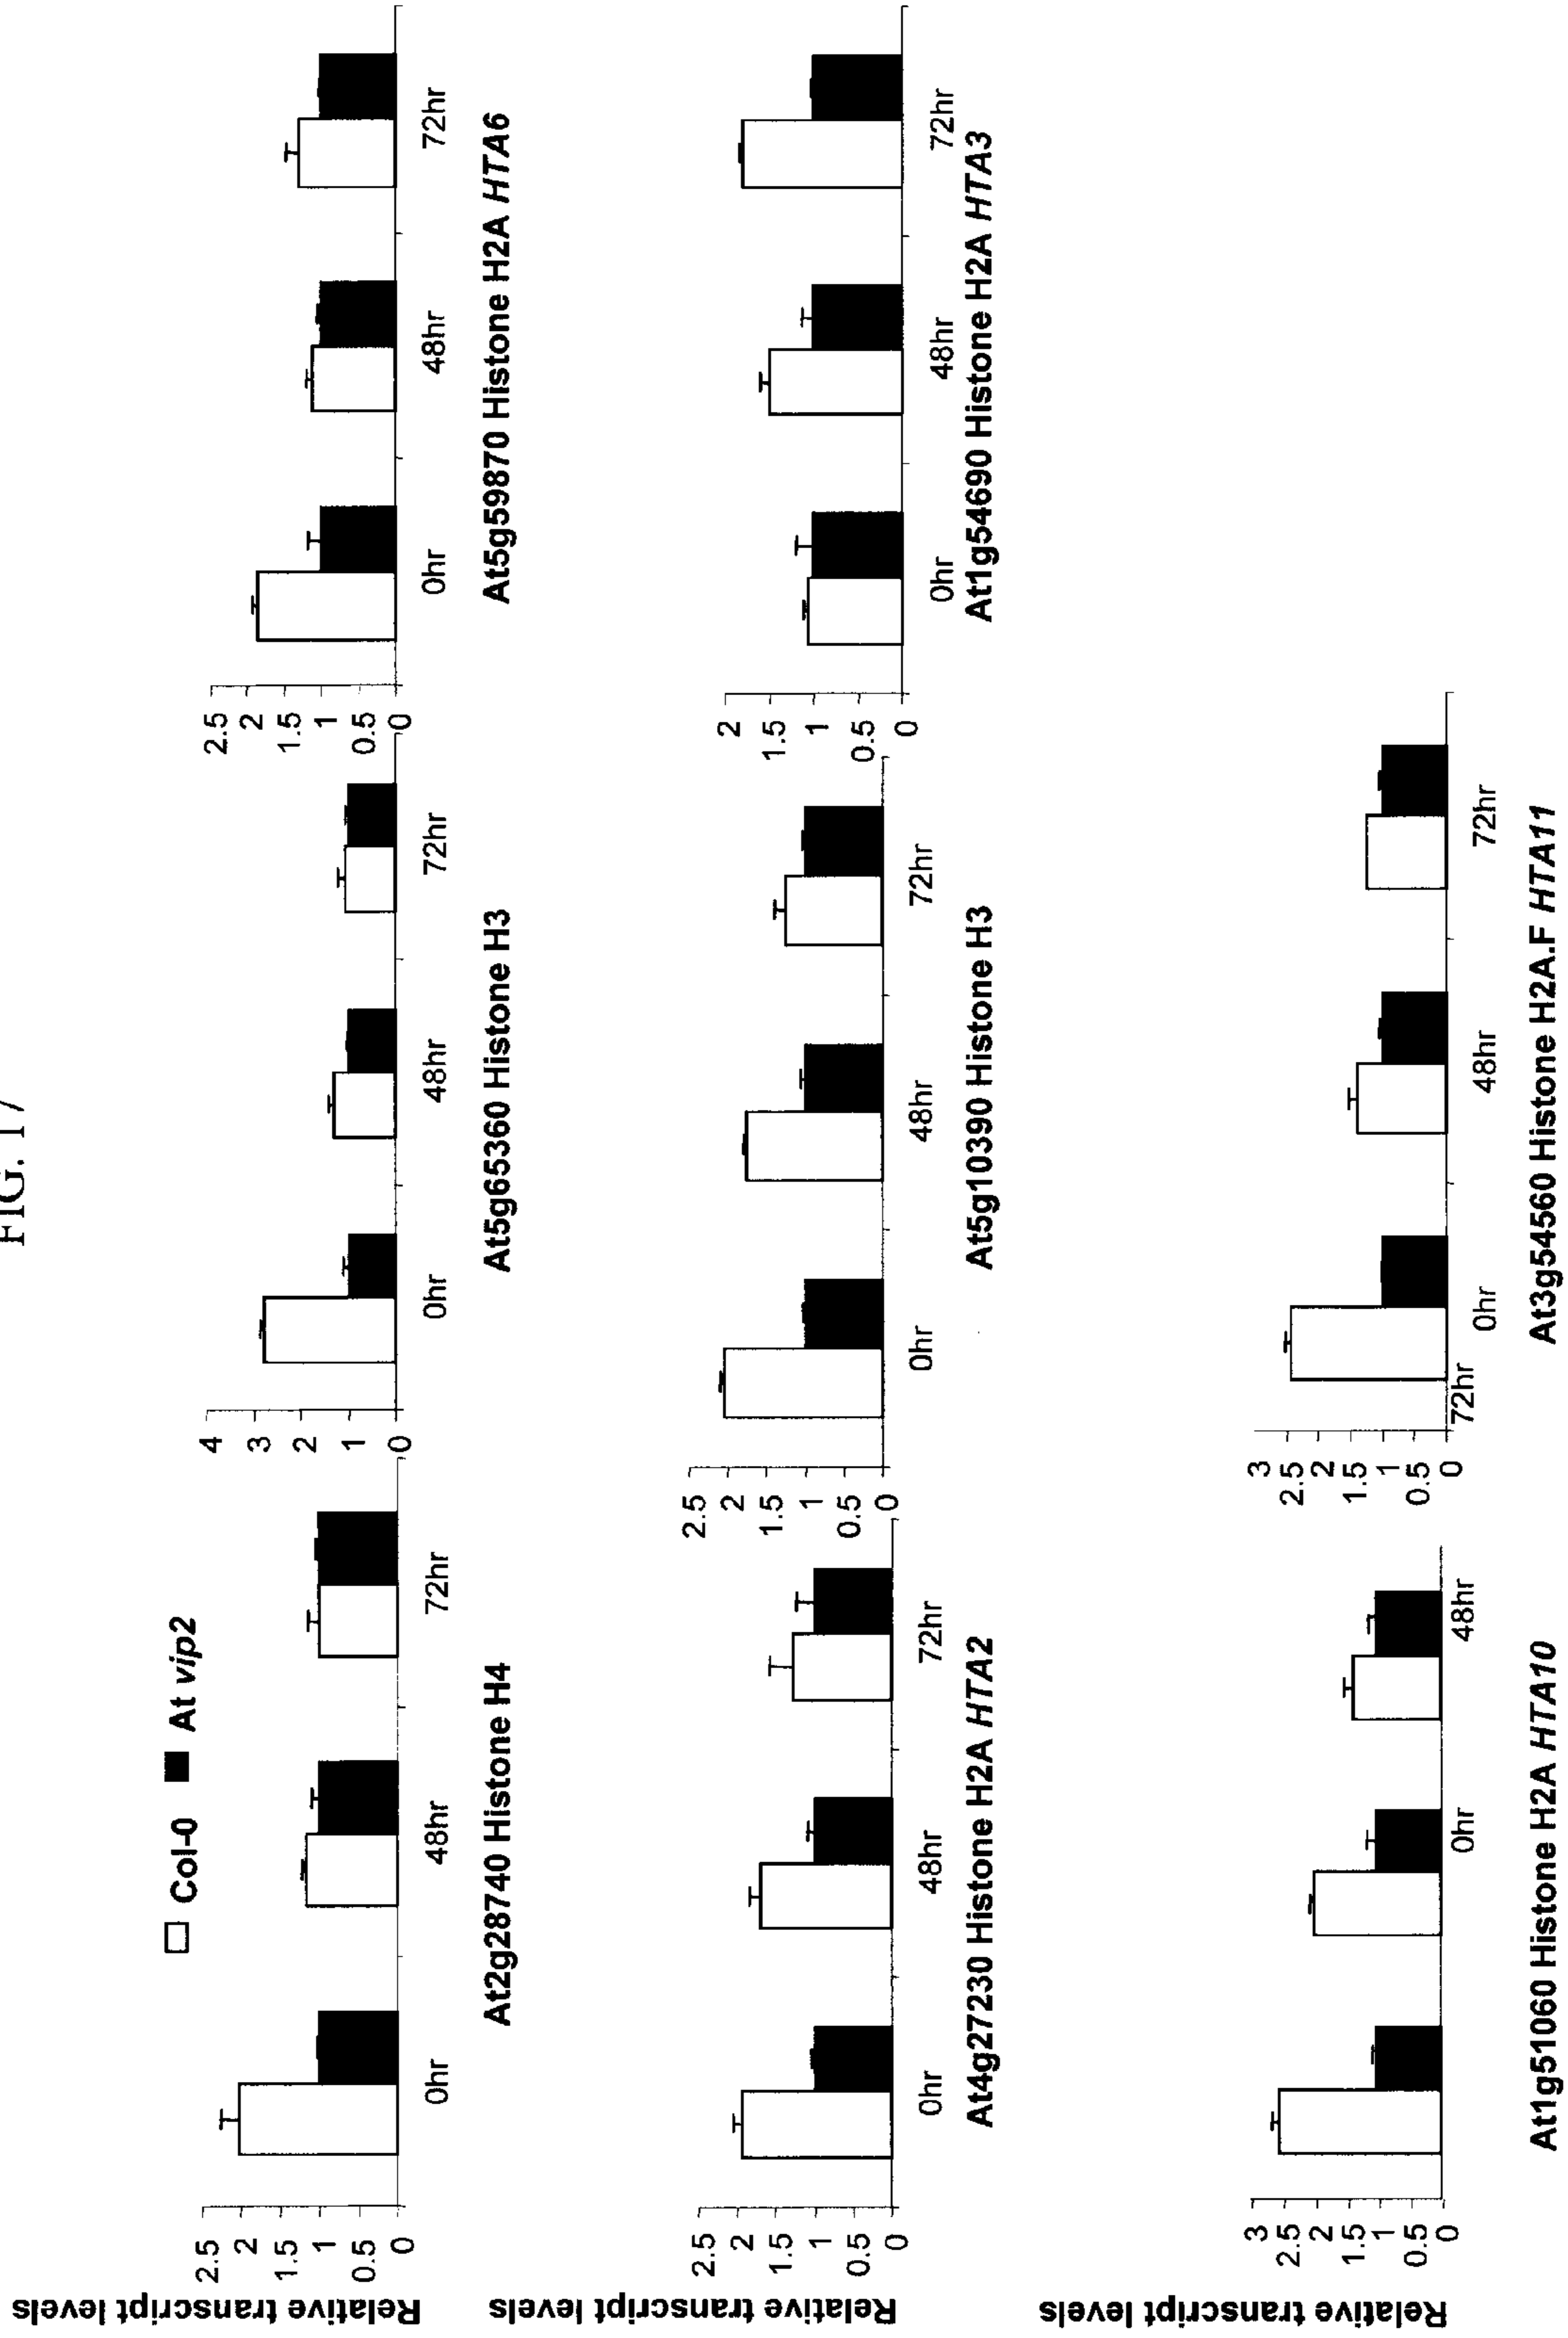 FIG. 17
Col-0 At vip2
Relative transcript levels
2.5
2
1.5
1
0.5
0
0hr 48hr 72hr
At2g28740 Histone H4
4
3
2
1
0
0hr 48hr 72hr
At5g65360 Histone H3
2.5
2
1.5
1
0.5
0
0hr 48hr 72hr
At5g59870 Histone H2A HTA6
Relative transcript levels
2.5
2
1.5
1
0.5
0
0hr 48hr 72hr
At4g27230 Histone H2A HTA2
2.5
2
1.5
1
0.5
0
0hr 48hr 72hr
At5g10390 Histone H3
2
1.5
1
0.5
0
0hr 48hr 72hr
At1g54690 Histone H2A HTA3
Relative transcript levels
3
2.5
2
1.5
1
0.5
0
0hr 48hr 72hr
At1g51060 Histone H2A HTA10
3
2.5
2
1.5
1
0.5
0
0hr 48hr 72hr
At3g54560 Histone H2A.F HTA11